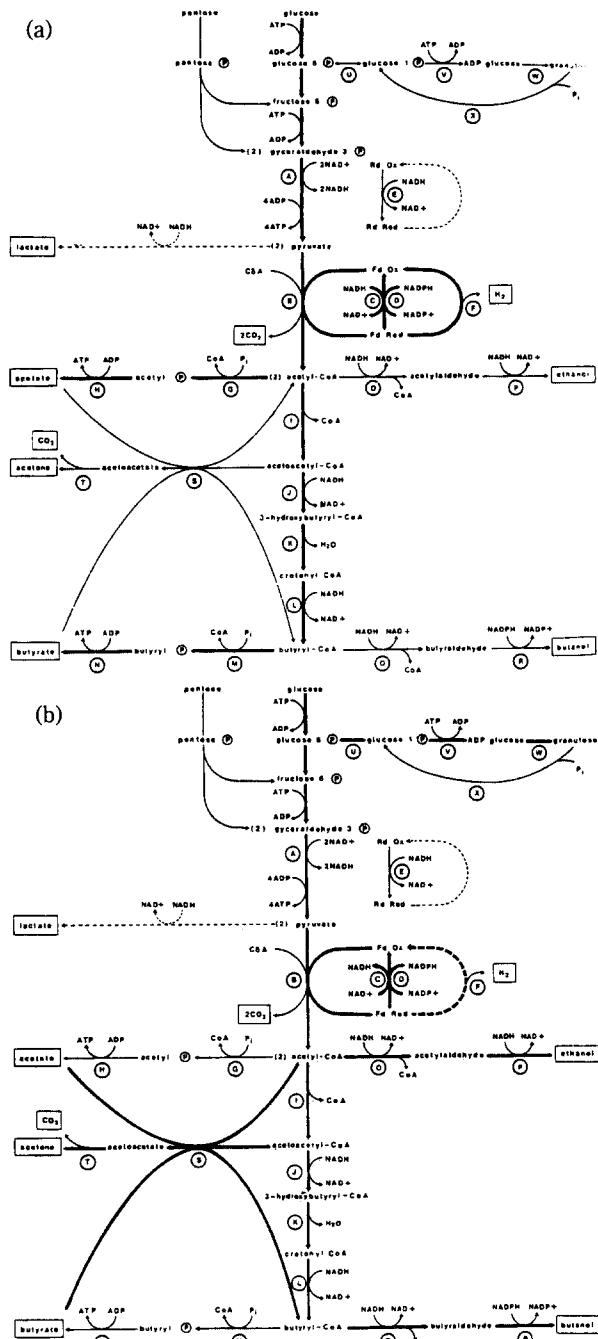 (a)
pentose glucose
ATP
ADP
pentose P glucose 6 P U glucose 1 P ATP ADP V ADP glucose W
X Pi
fructose 6 P
ATP
ADP
(2) glyceraldehyde 3 P
A 2NAD+ Rd Ox
2NADH E NADH
NAD+
4ADP
4ATP Rd Red
NAD+ NADH
lactate (2) pyruvate
CSA Fd Ox
B NADH C D NADPH F H2
NAD+ NADP+
2CO2 Fd Red
ATP ADP CoA Pi NADH NAD+ NADH NAD+
acetate H acetyl P G (2) acetyl-CoA O CoA acetylaldehyde P ethanol
I CoA
CO2
acetone T acetoacetate S acetoacetyl-CoA
J NADH
NAD+
3-hydroxybutyryl-CoA
K H2O
crotonyl CoA
L NADH
NAD+
ATP ADP CoA Pi NADH NAD+ NADPH NADP+
butyrate N butyryl P M butyryl-CoA Q CoA butyraldehyde R butanol
(b)
pentose glucose
ATP
ADP
pentose P glucose 6 P U glucose 1 P ATP ADP V ADP glucose W granulose
X Pi
fructose 6 P
ATP
ADP
(2) glyceraldehyde 3 P
A 2NAD+ Rd Ox
2NADH E NADH
NAD+
4ADP
4ATP Rd Red
NAD+ NADH
lactate (2) pyruvate
CSA Fd Ox
B NADH C D NADPH F H2
NAD+ NADP+
2CO2 Fd Red
ATP ADP CoA Pi NADH NAD+ NADH NAD+
acetate H acetyl P G (2) acetyl-CoA O CoA acetylaldehyde P ethanol
I CoA
CO2
acetone T acetoacetate S acetoacetyl-CoA
J NADH
NAD+
3-hydroxybutyryl-CoA
K H2O
crotonyl CoA
L NADH
NAD+
ATP ADP CoA Pi NADH NAD+ NADPH NADP+
butyrate butyryl P butyryl-CoA butyraldehyde butanol